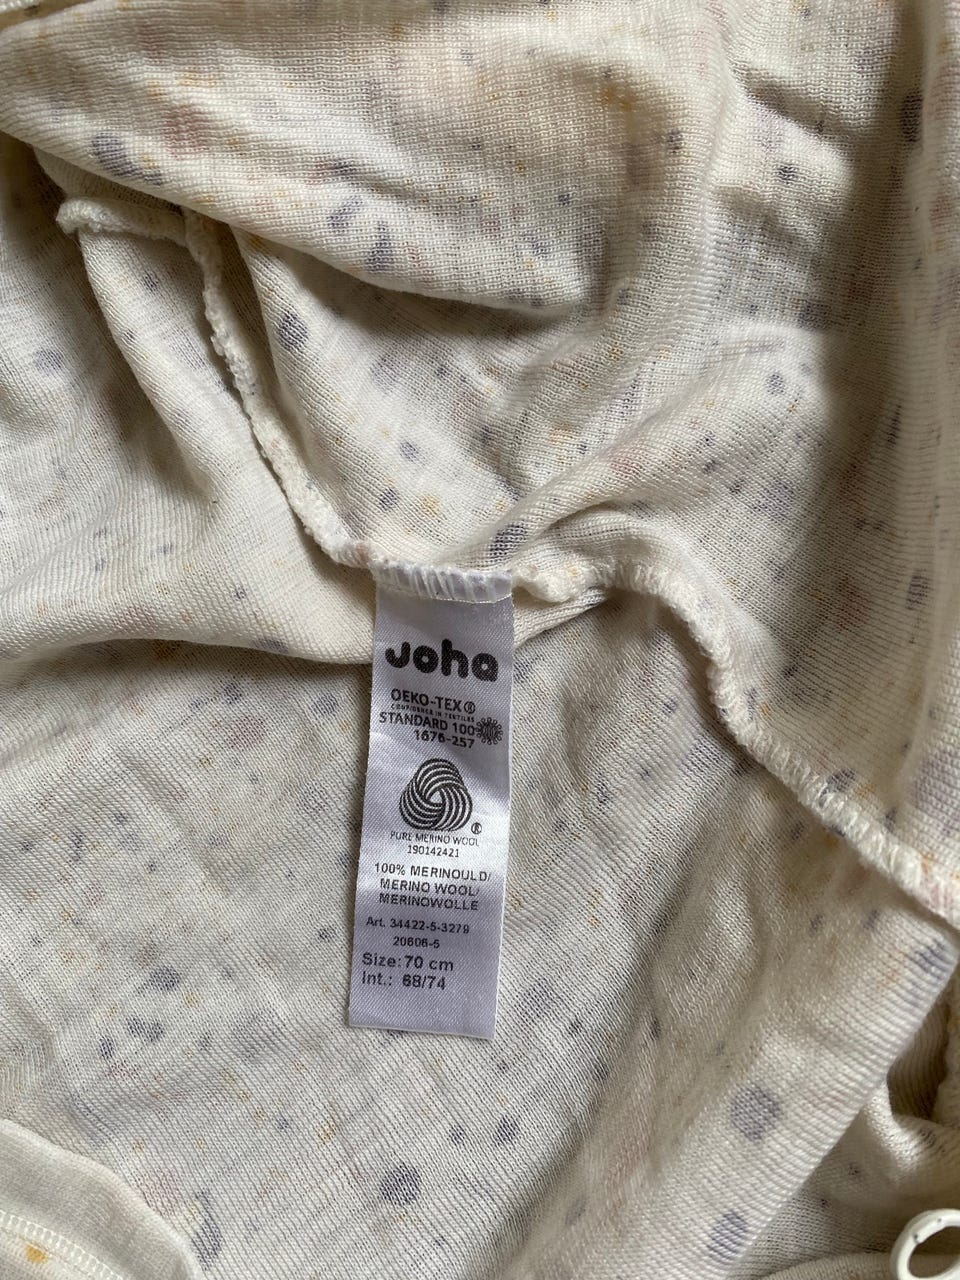 Joha
OEKO-TEX®
CONFIDENCE IN TEXTILES
STANDARD 100
1676-257
®
PURE MERINO WOOL
190142421
100% MERINOULD/
MERINO WOOL/
MERINOWOLLE
Art. 34422-5-3279
20606-5
Size: 70 cm
Int.: 68/74